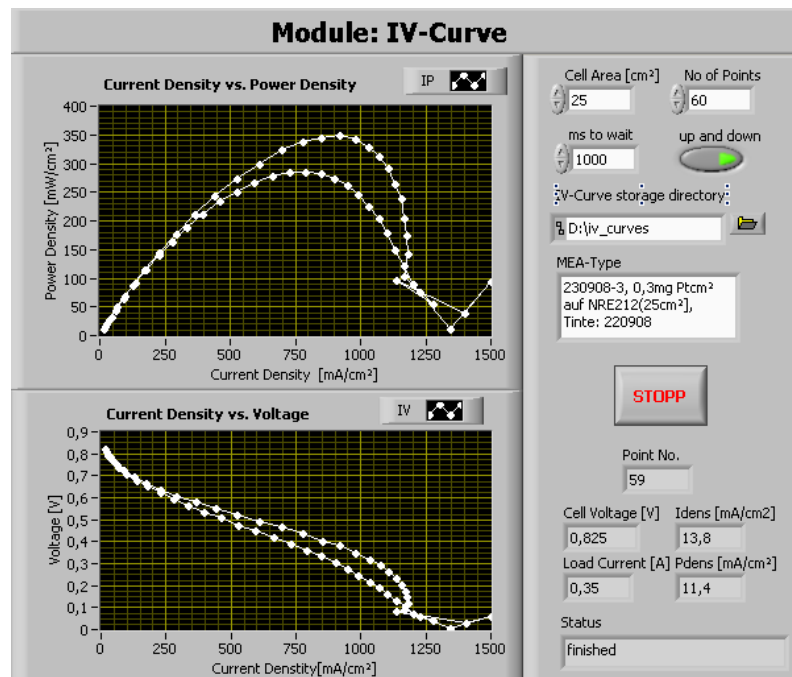 Module: IV-Curve
Current Density vs. Power Density
IP
400
350
300
250
200
150
100
50
0
Power Density [mW/cm²]
0 250 500 750 1000 1250 1500
Current Density [mA/cm²]
Current Density vs. Voltage
IV
0,9
0,8
0,7
0,6
0,5
0,4
0,3
0,2
0,1
0
Voltage [V]
0 250 500 750 1000 1250 1500
Current Denstity[mA/cm²]
Cell Area [cm²] No of Points
25 60
ms to wait up and down
1000
IV-Curve storage directory
D:\iv_curves
MEA-Type
230908-3, 0,3mg Ptcm²
auf NRE212(25cm²),
Tinte: 220908
STOPP
Point No.
59
Cell Voltage [V] Idens [mA/cm2]
0,825 13,8
Load Current [A] Pdens [mA/cm²]
0,35 11,4
Status
finished